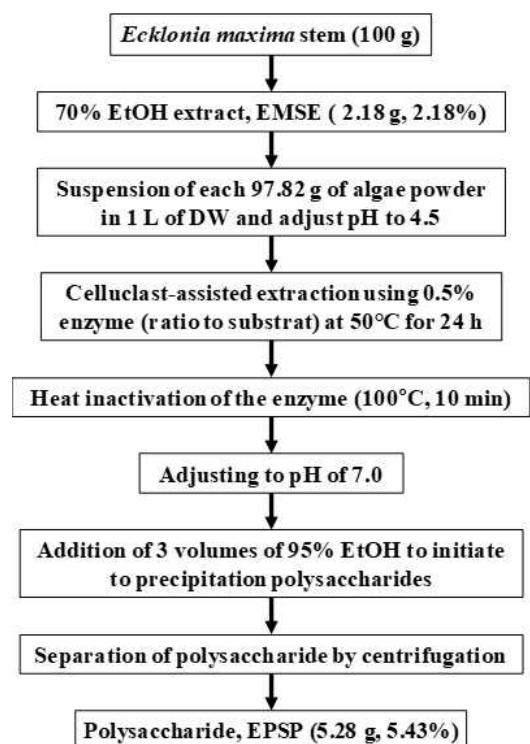 Ecklonia maxima stem (100 g)
70% EtOH extract, EMSE ( 2.18 g, 2.18%)
Suspension of each 97.82 g of algae powder
in 1 L of DW and adjust pH to 4.5
Celluclast-assisted extraction using 0.5%
enzyme (ratio to substrat) at 50°C for 24 h
Heat inactivation of the enzyme (100°C, 10 min)
Adjusting to pH of 7.0
Addition of 3 volumes of 95% EtOH to initiate
to precipitation polysaccharides
Separation of polysaccharide by centrifugation
Polysaccharide, EPSP (5.28 g, 5.43%)